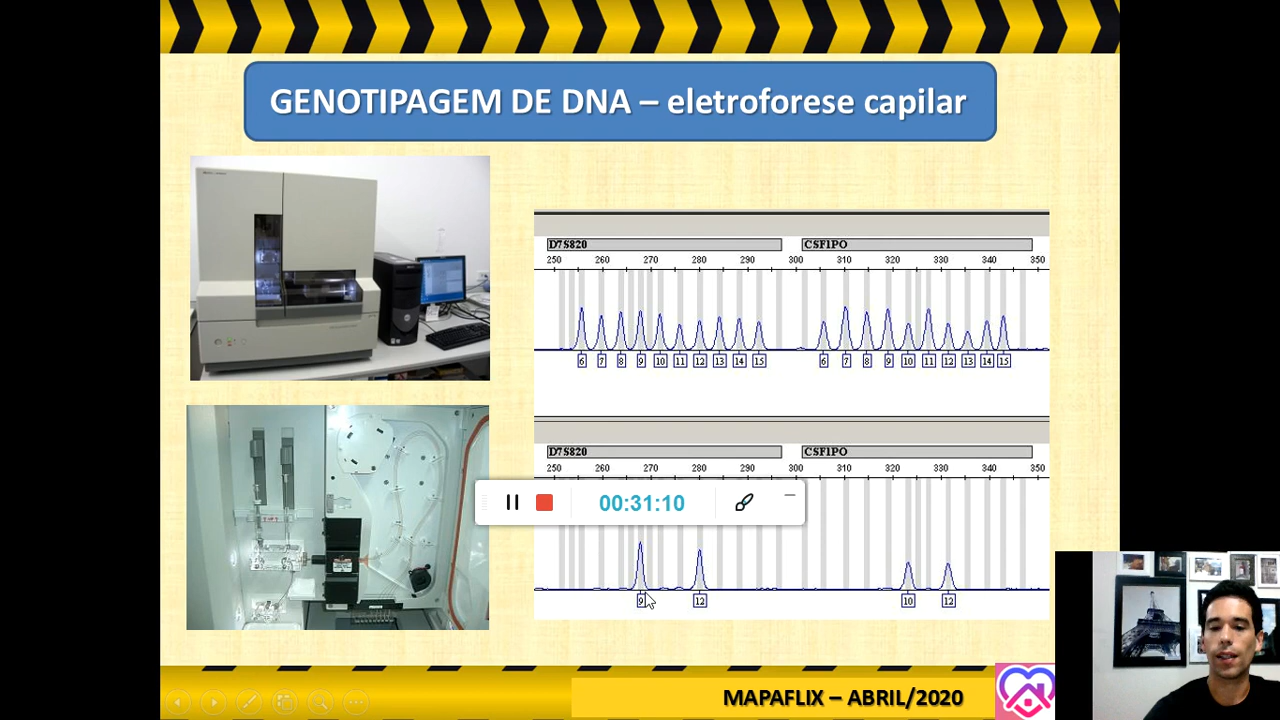 GENOTIPAGEM DE DNA – eletroforese capilar
D7S820 CSF1PO
250 260 270 280 290 300 310 320 330 340 350
6 7 8 9 10 11 12 13 14 15 6 7 8 9 10 11 12 13 14 15
D7S820 CSF1PO
250 260 270 280 290 300 310 320 330 340 350
00:31:10
9 12 10 12
MAPAFLIX – ABRIL/2020